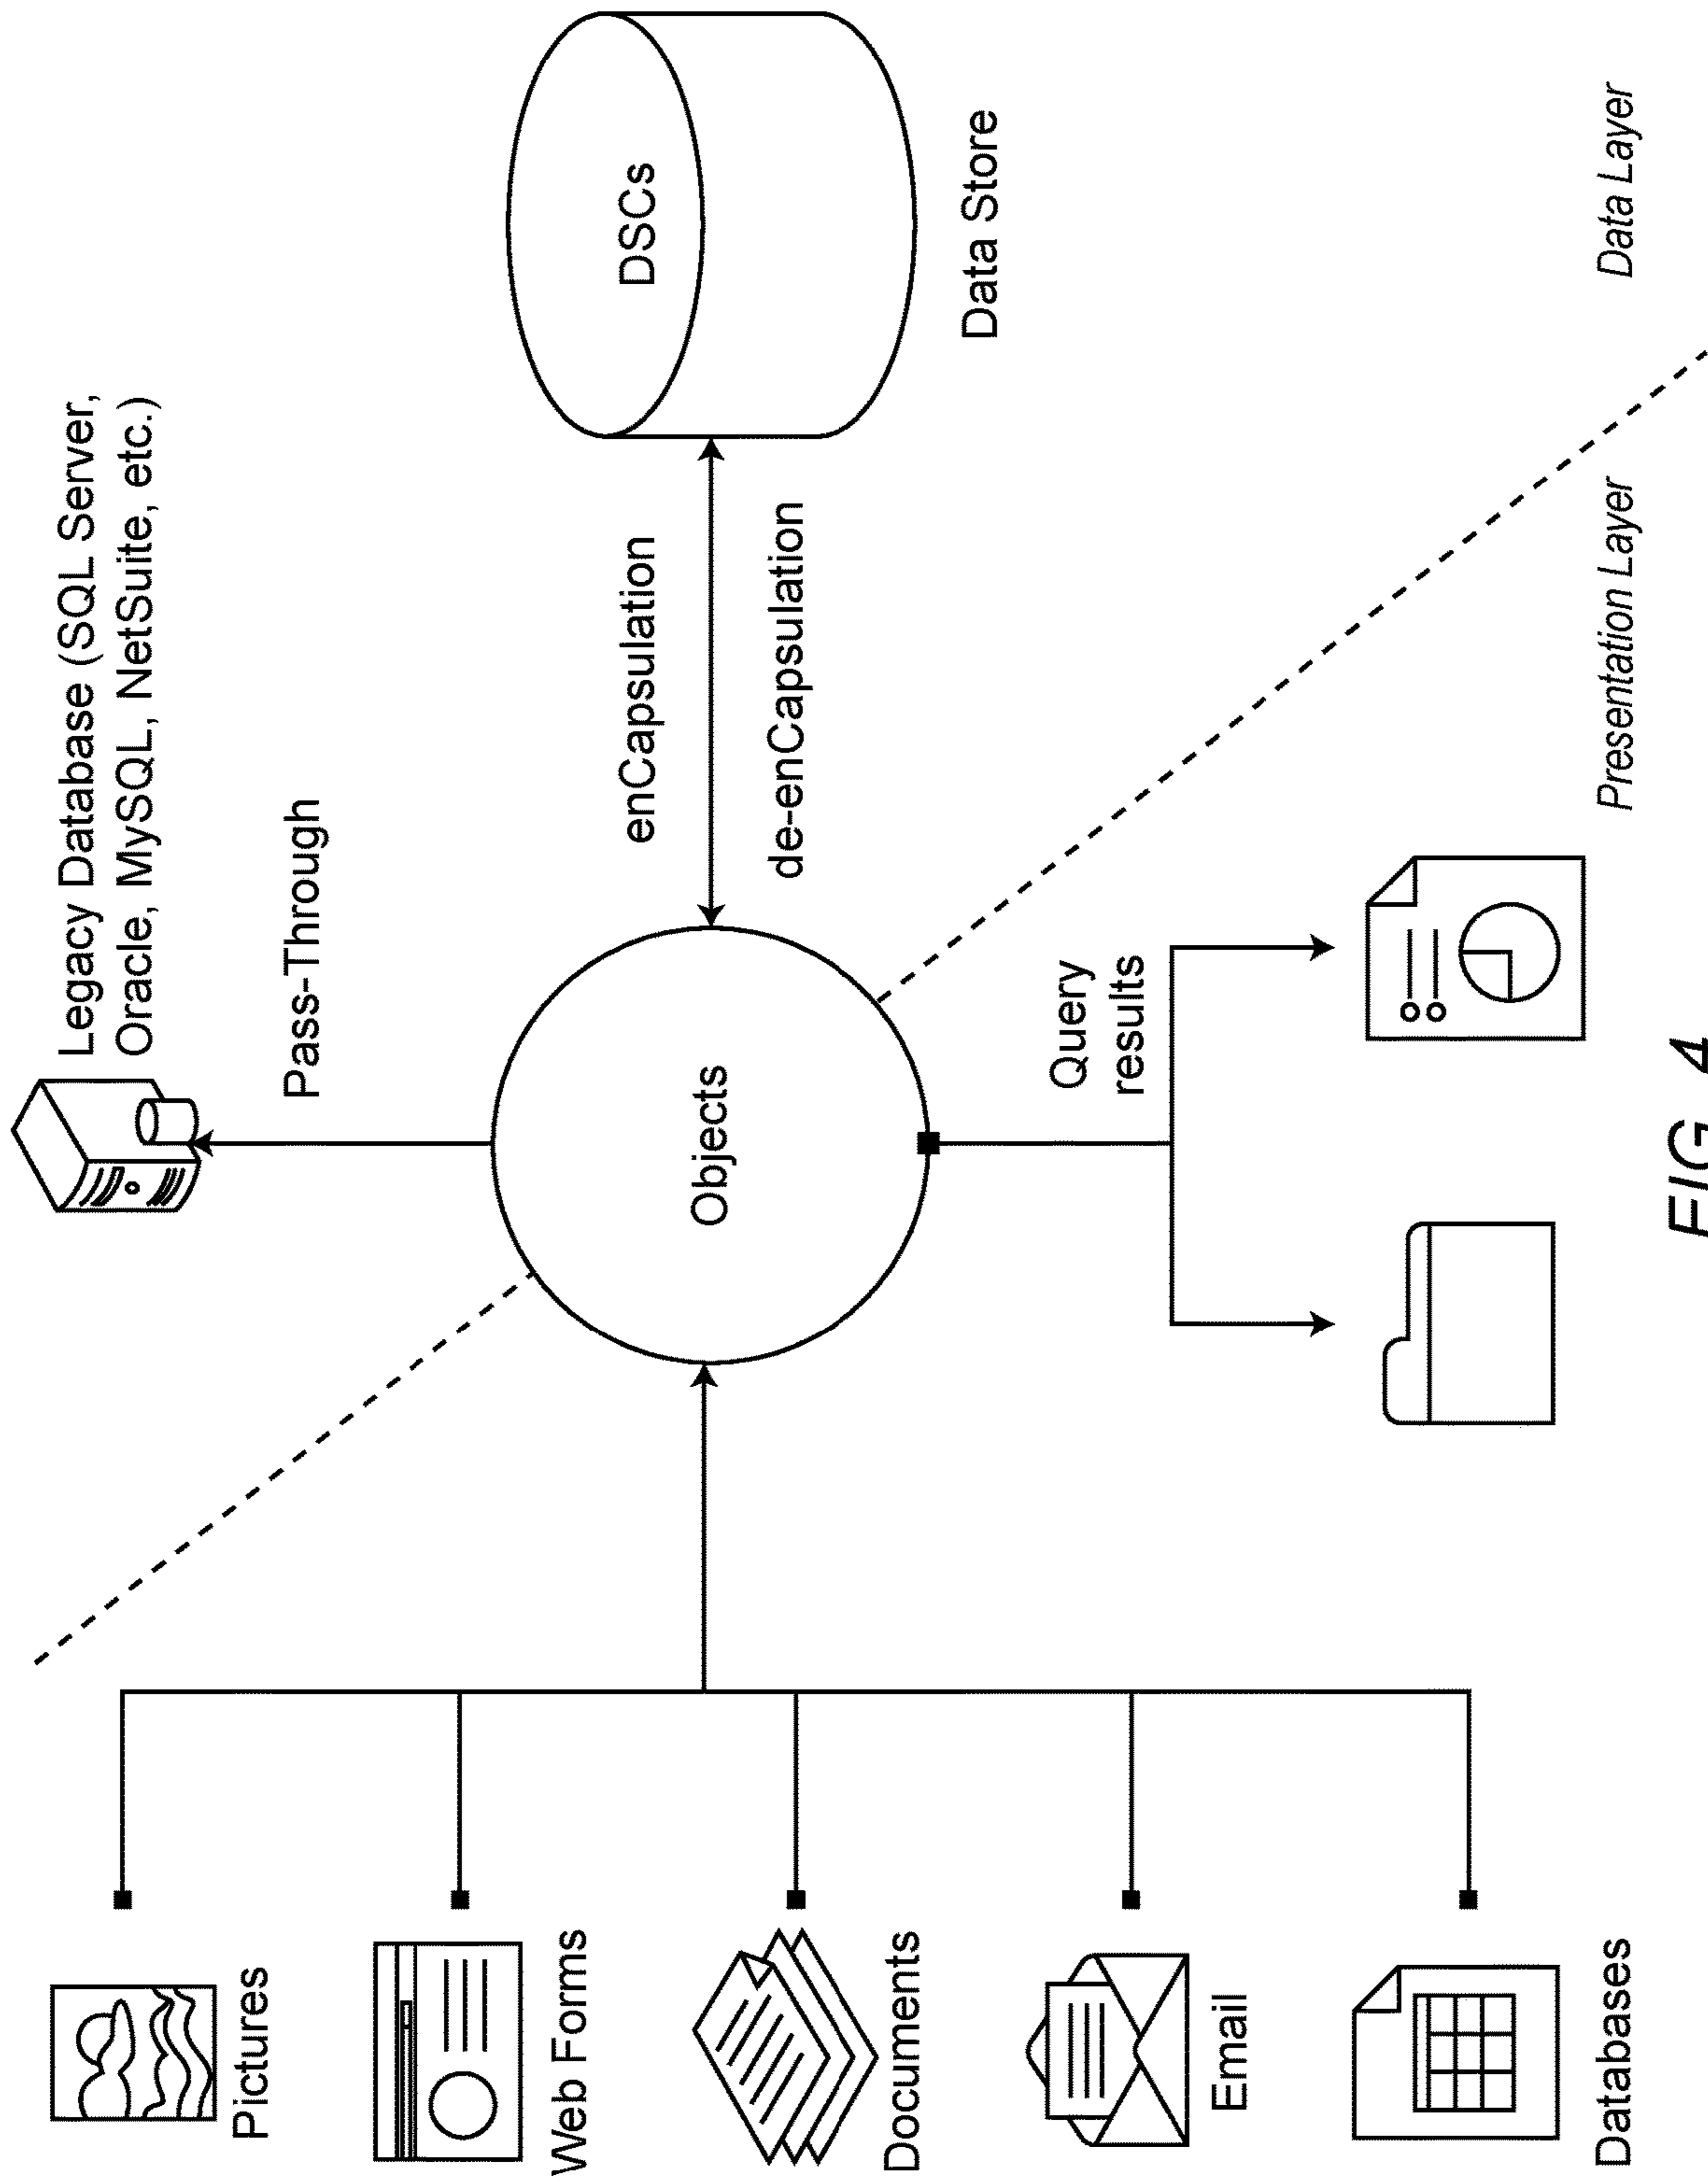 Legacy Database (SQL Server,
Oracle, MySQL, NetSuite, etc.)
Pictures
Pass-Through
Web Forms
enCapsulation
DSCs
Objects
de-enCapsulation
Documents
Data Store
Query
results
Email
Databases
Presentation Layer
Data Layer
FIG 4